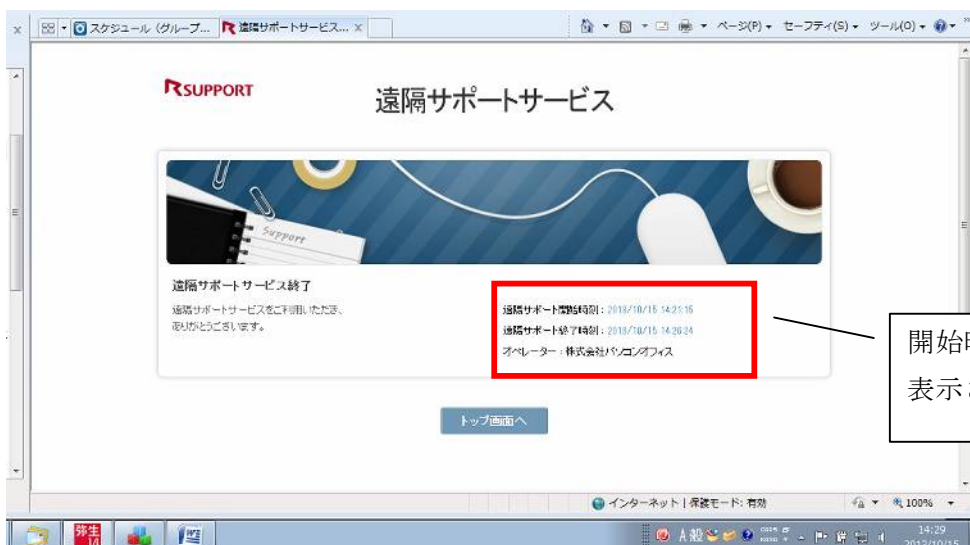 スケジュール (グループ... 遠隔サポートサービス... x
ページ(P) セーフティ(S) ツール(O)
RSUPPORT
遠隔サポートサービス
Support
遠隔サポートサービス終了
遠隔サポートサービスをご利用いただき、
ありがとうございます。
遠隔サポート開始時刻 : 2013/10/15 14:21:15
遠隔サポート終了時刻 : 2013/10/15 14:26:24
オペレーター : 株式会社パソコンオフィス
開始
表示
トップ画面へ
インターネット | 保護モード: 有効
100%
弥生
14
A 般
14:29